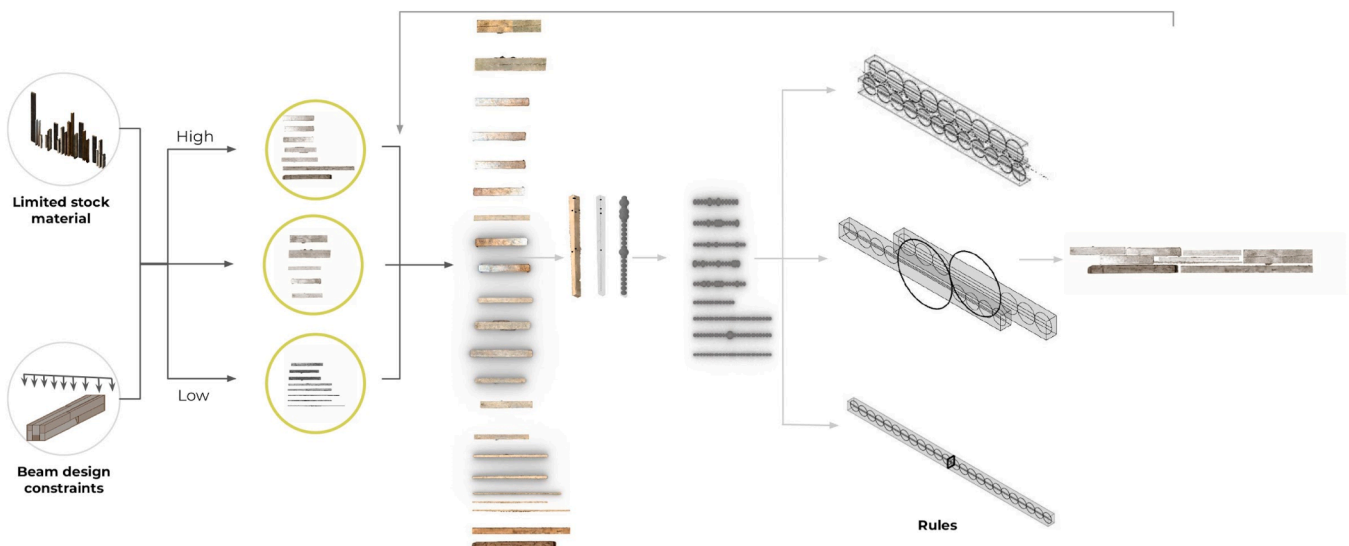 High
Limited stock
material
Low
Beam design
constraints
Rules